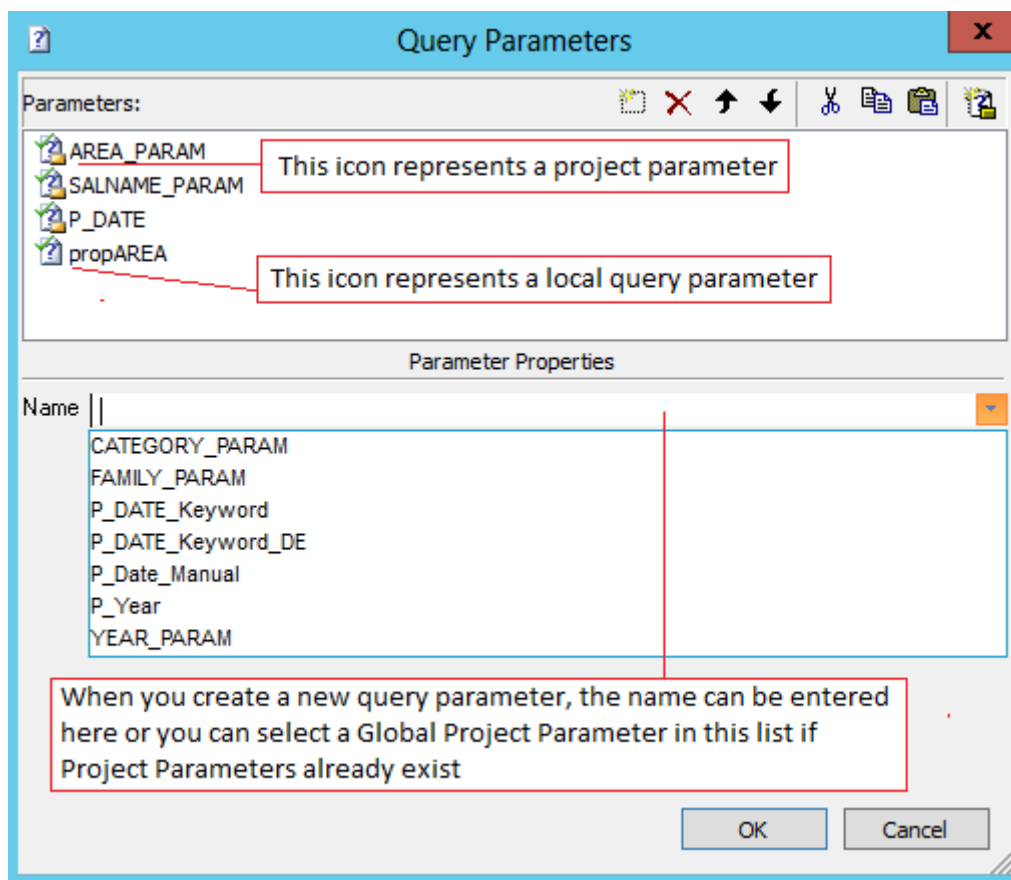 Query Parameters
x
Parameters:
AREA_PARAM
This icon represents a project parameter
SALNAME_PARAM
P_DATE
propAREA
This icon represents a local query parameter
Parameter Properties
Name
CATEGORY_PARAM
FAMILY_PARAM
P_DATE_Keyword
P_DATE_Keyword_DE
P_Date_Manual
P_Year
YEAR_PARAM
When you create a new query parameter, the name can be entered
here or you can select a Global Project Parameter in this list if
Project Parameters already exist
OK
Cancel